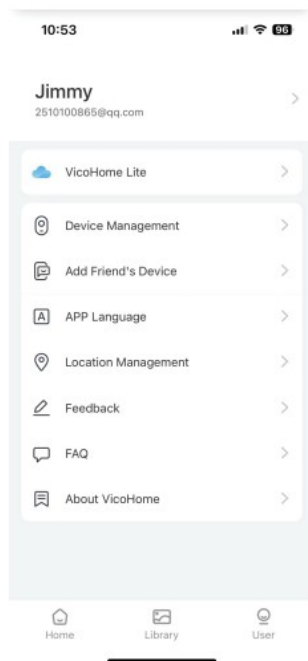 10:53
96
Jimmy
2510100865@qq.com
VicoHome Lite
Device Management
Add Friend's Device
A APP Language
Location Management
Feedback
FAQ
About VicoHome
Home Library User